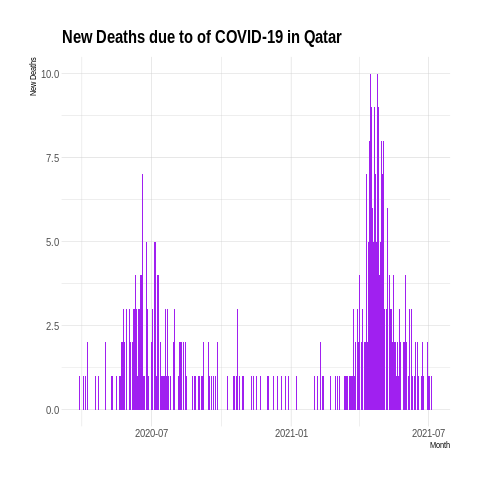 New Deaths due to of COVID-19 in Qatar
New Deaths
10.0
7.5
5.0
2.5
0.0
2020-07
2021-01
2021-07
Month